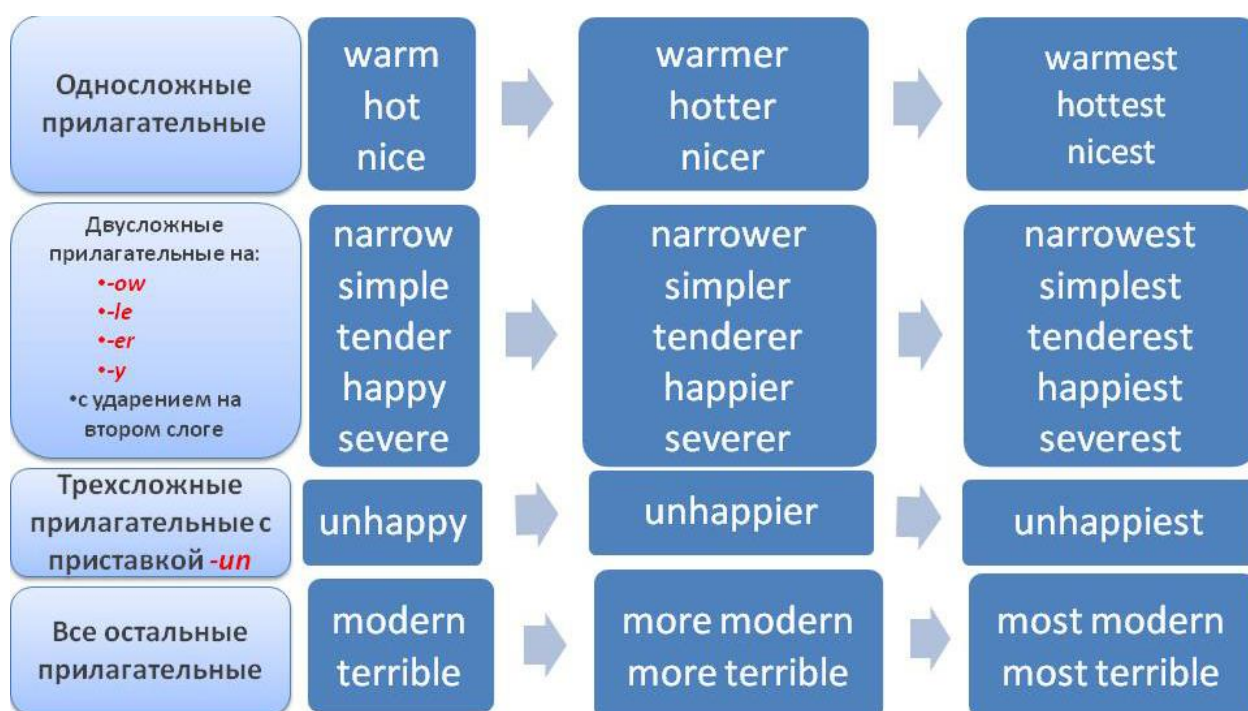 Односложные
прилагательные
warm
hot
nice
warmer
hotter
nicer
warmest
hottest
nicest
Двусложные
прилагательные на:
•-ow
•-le
•-er
•-y
•с ударением на
втором слоге
narrow
simple
tender
happy
severe
narrower
simpler
tenderer
happier
severer
narrowest
simplest
tenderest
happiest
severest
Трехсложные
прилагательные с
приставкой -un
unhappy
unhappier
unhappiest
Все остальные
прилагательные
modern
terrible
more modern
more terrible
most modern
most terrible